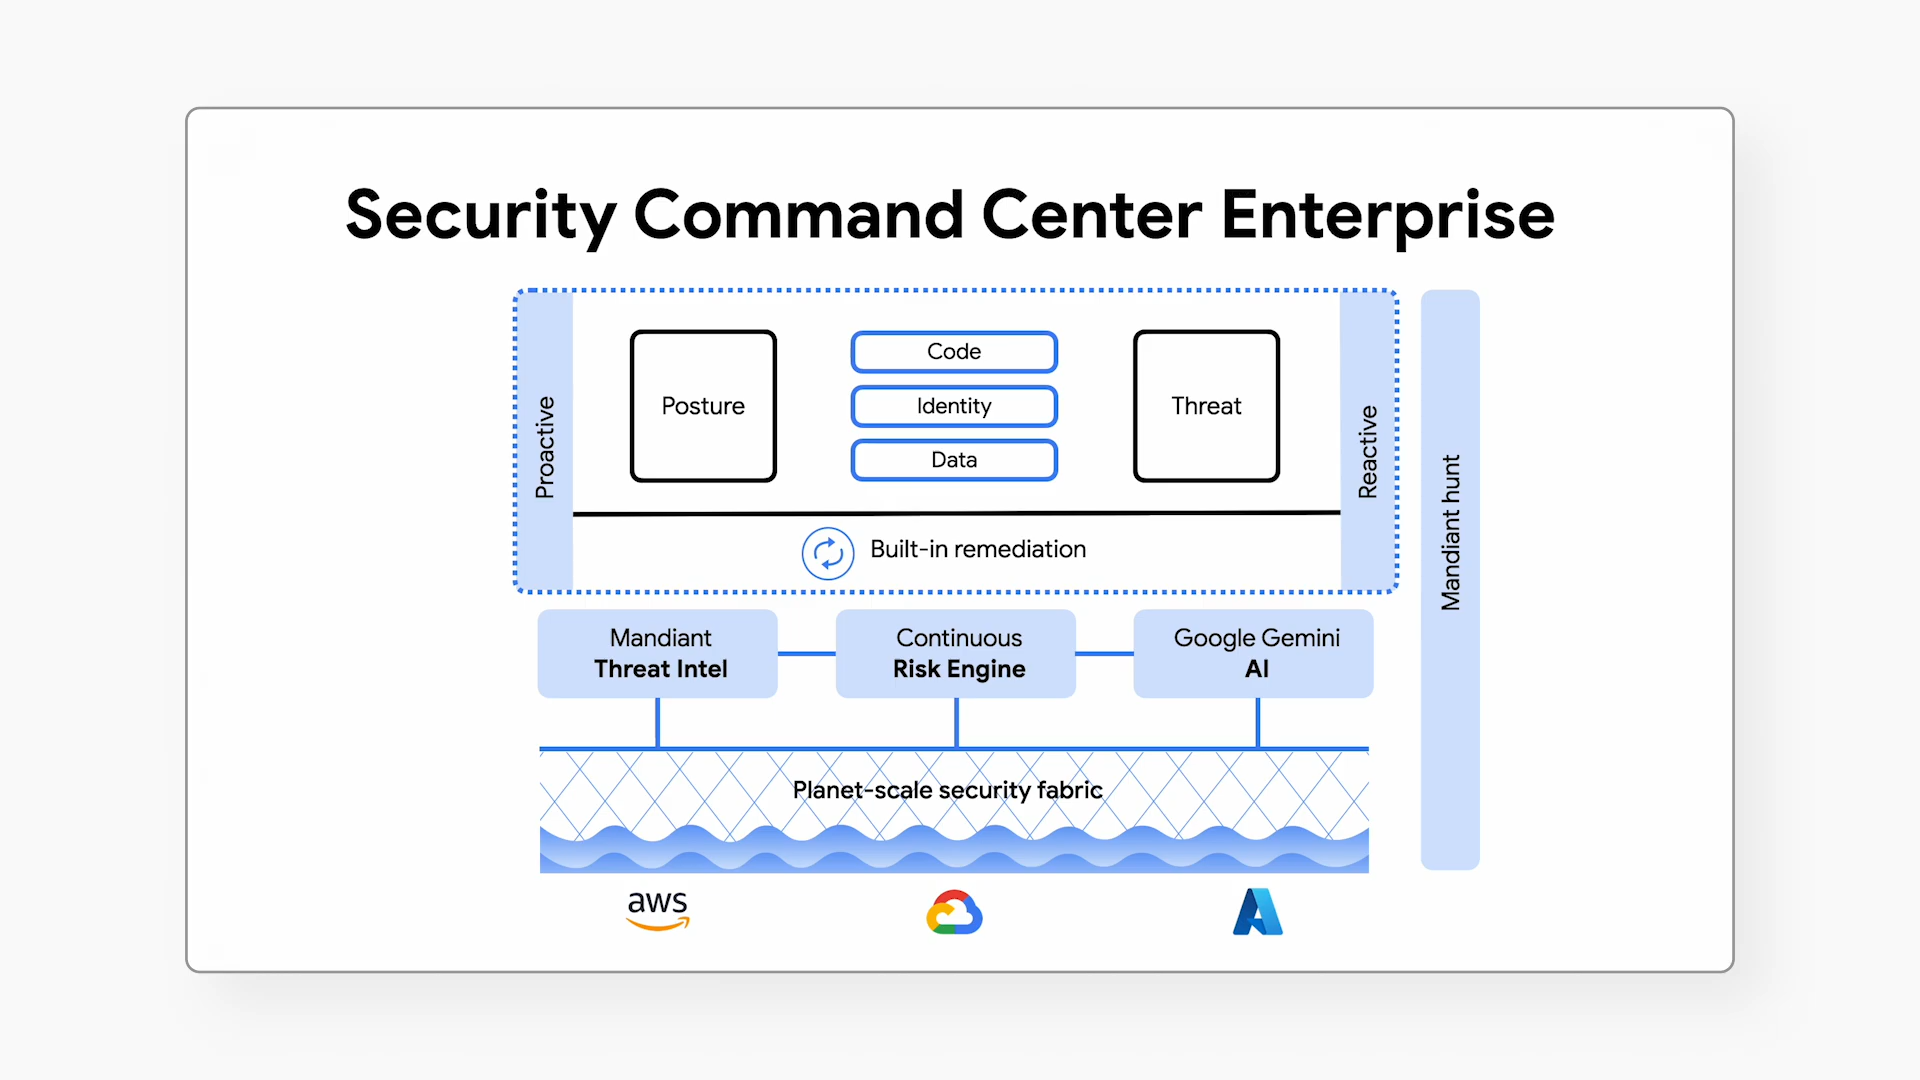 Security Command Center Enterprise
Proactive
Posture
Code
Identity
Data
Threat
Reactive
Built-in remediation
Mandiant hunt
Mandiant
Threat Intel
Continuous
Risk Engine
Google Gemini
AI
Planet-scale security fabric
aws